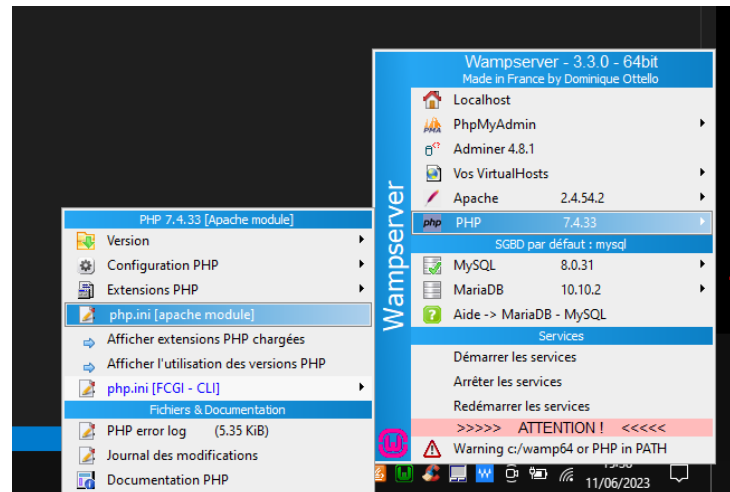 Wampserver - 3.3.0 - 64bit
Made in France by Dominique Ottello
Localhost
PhpMyAdmin
Adminer 4.8.1
Vos VirtualHosts
Apache 2.4.54.2
PHP 7.4.33
SGBD par défaut : mysql
MySQL 8.0.31
MariaDB 10.10.2
Aide -> MariaDB - MySQL
Services
Démarrer les services
Arrêter les services
Redémarrer les services
>>>>> ATTENTION ! <<<<<
Warning c:/wamp64 or PHP in PATH
Wampserver
PHP 7.4.33 [Apache module]
Version
Configuration PHP
Extensions PHP
php.ini [apache module]
Afficher extensions PHP chargées
Afficher l'utilisation des versions PHP
php.ini [FCGI - CLI]
Fichiers & Documentation
PHP error log (5.35 KiB)
Journal des modifications
Documentation PHP
11/06/2023